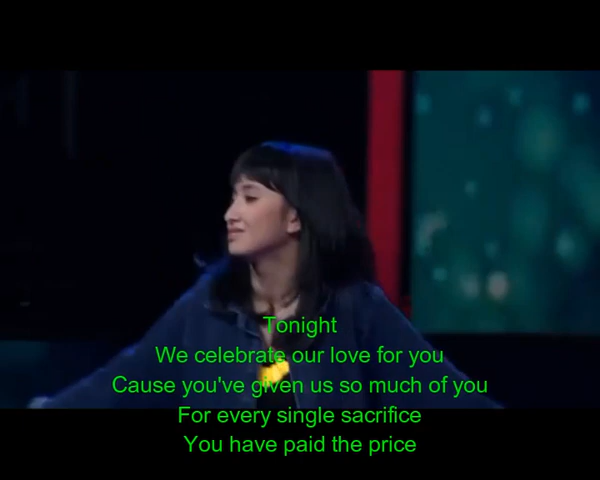 Tonight
We celebrate our love for you
Cause you've given us so much of you
For every single sacrifice
You have paid the price